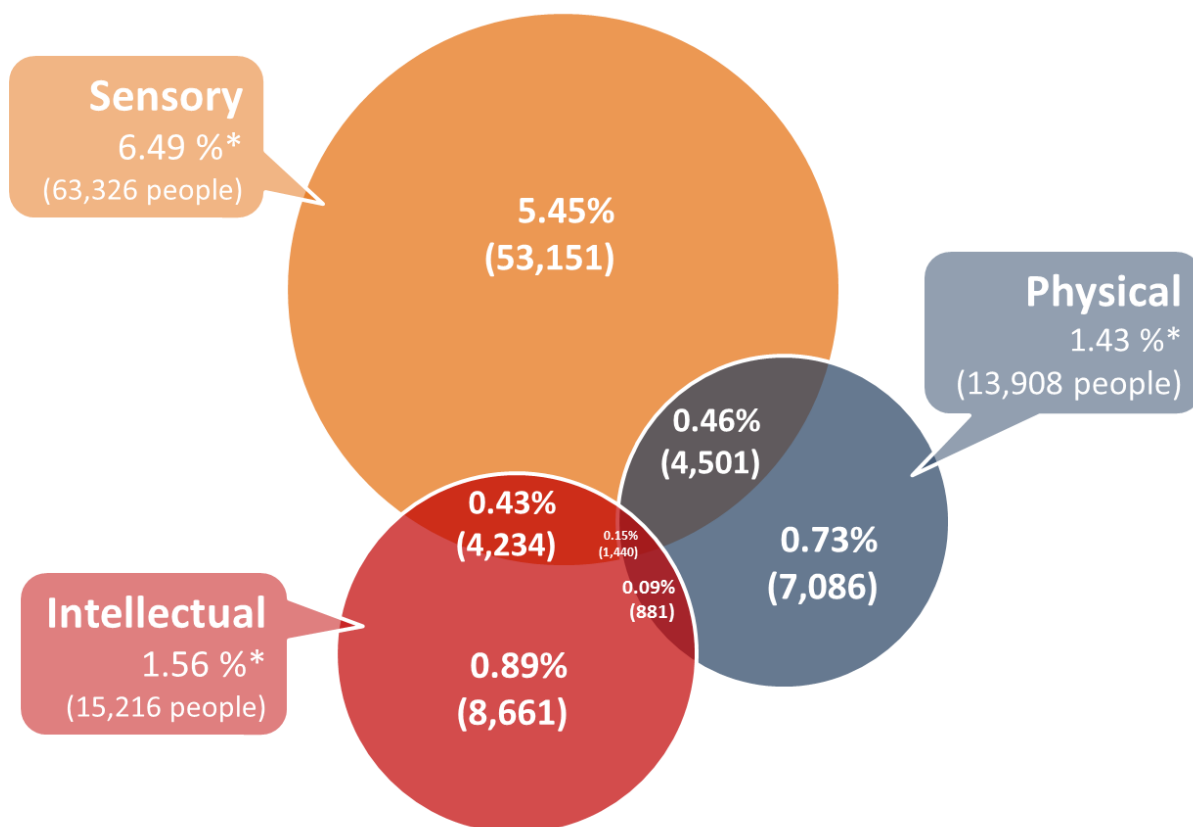 Sensory
6.49 %*
(63,326 people)
5.45%
(53,151)
Physical
1.43 %*
(13,908 people)
0.46%
(4,501)
0.43%
(4,234)
0.15%
(1,440)
0.73%
(7,086)
0.09%
(881)
Intellectual
1.56 %*
(15,216 people)
0.89%
(8,661)